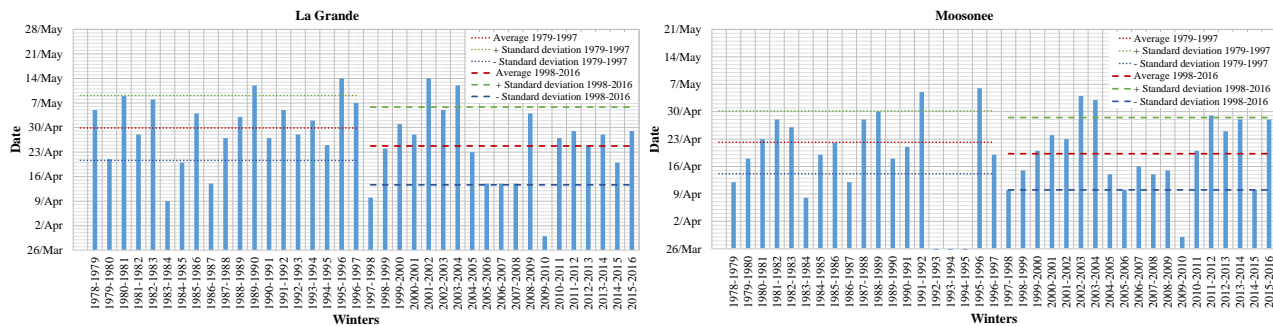 La Grande
28/May
21/May
14/May
7/May
30/Apr
23/Apr
16/Apr
9/Apr
2/Apr
26/Mar
Date
Average 1979-1997
+ Standard deviation 1979-1997
- Standard deviation 1979-1997
Average 1998-2016
+ Standard deviation 1998-2016
- Standard deviation 1998-2016
1978-1979
1979-1980
1980-1981
1981-1982
1982-1983
1983-1984
1984-1985
1985-1986
1986-1987
1987-1988
1988-1989
1989-1990
1990-1991
1991-1992
1992-1993
1993-1994
1994-1995
1995-1996
1996-1997
1997-1998
1998-1999
1999-2000
2000-2001
2001-2002
2002-2003
2003-2004
2004-2005
2005-2006
2006-2007
2007-2008
2008-2009
2009-2010
2010-2011
2011-2012
2012-2013
2013-2014
2014-2015
2015-2016
Winters
Moosonee
21/May
14/May
7/May
30/Apr
23/Apr
16/Apr
9/Apr
2/Apr
26/Mar
Date
Average 1979-1997
+ Standard deviation 1979-1997
- Standard deviation 1979-1997
Average 1998-2016
+ Standard deviation 1998-2016
- Standard deviation 1998-2016
1978-1979
1979-1980
1980-1981
1981-1982
1982-1983
1983-1984
1984-1985
1985-1986
1986-1987
1987-1988
1988-1989
1989-1990
1990-1991
1991-1992
1992-1993
1993-1994
1994-1995
1995-1996
1996-1997
1997-1998
1998-1999
1999-2000
2000-2001
2001-2002
2002-2003
2003-2004
2004-2005
2005-2006
2006-2007
2007-2008
2008-2009
2009-2010
2010-2011
2011-2012
2012-2013
2013-2014
2014-2015
2015-2016
Winters